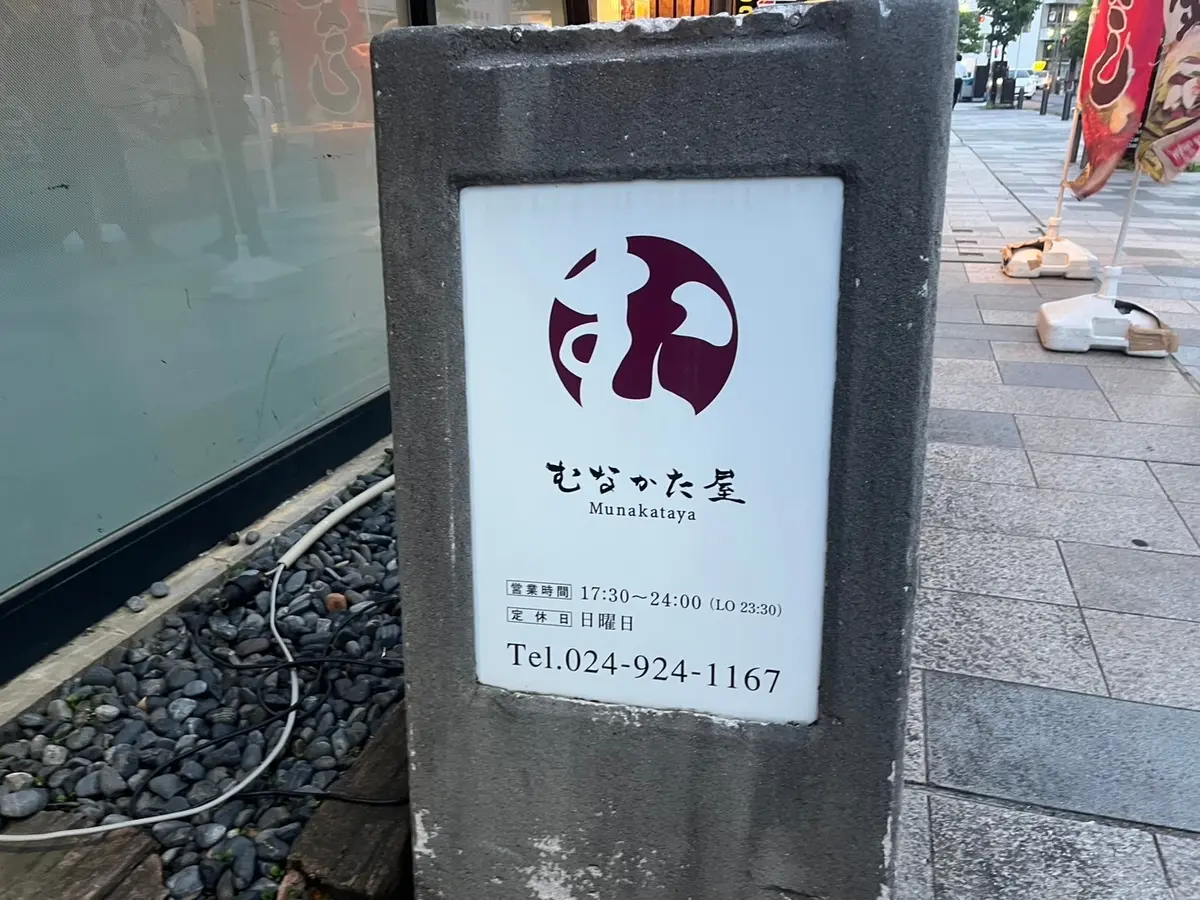 むなかた屋
Munakataya
営業時間 17:30〜24:00（LO 23:30）
定休日 日曜日
Tel.024-924-1167